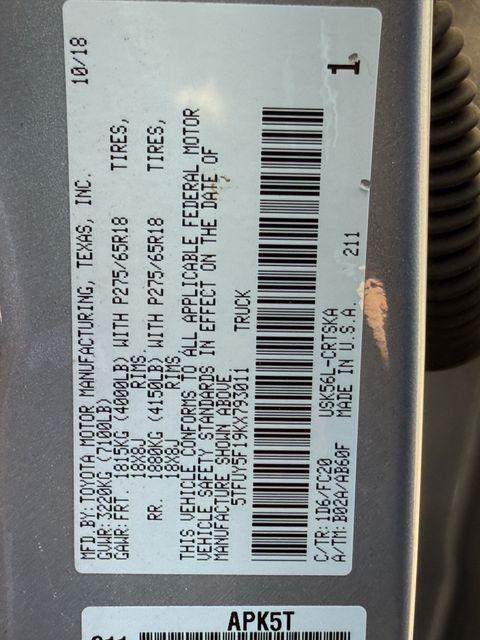 MFD.BY:TOYOTA MOTOR MANUFACTURING, TEXAS, INC. 10/18
GVWR:3220KG (7100LB)
GAWR: FRT. 1815KG (4000LB) WITH P275/65R18 TIRES,
18X8J RIMS.
RR. 1880KG (4150LB) WITH P275/65R18 TIRES,
18X8J RIMS.
THIS VEHICLE CONFORMS TO ALL APPLICABLE FEDERAL MOTOR
VEHICLE SAFETY STANDARDS IN EFFECT ON THE DATE OF
MANUFACTURE SHOWN ABOVE.
5TFUY5F19KX793011 TRUCK
C/TR: 1D6/FC20 USK56L-CRTSKA
A/TM: B02A/AB60F MADE IN U.S.A. 211
1
APK5T
211